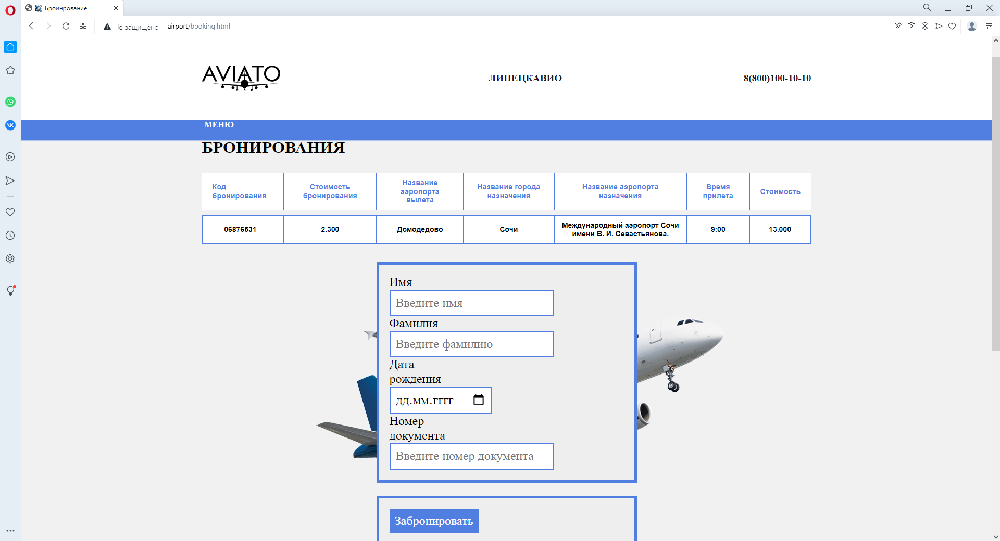 Броинрование
Не защищено
airport/booking.html
AVIATO
ЛИПЕЦКАВИО
8(800)100-10-10
МЕНЮ
БРОНИРОВАНИЯ
Код
бронирования
Стоимость
бронирования
Название
аэропорта
вылета
Название города
назначения
Название аэропорта
назначения
Время
прилета
Стоимость
06876531
2.300
Домодедово
Сочи
Международный аэропорт Сочи
имени В. И. Севастьянова.
9:00
13.000
Имя
Введите имя
Фамилия
Введите фамилию
Дата
рождения
дд.мм.гггг
Номер
документа
Введите номер документа
Забронировать